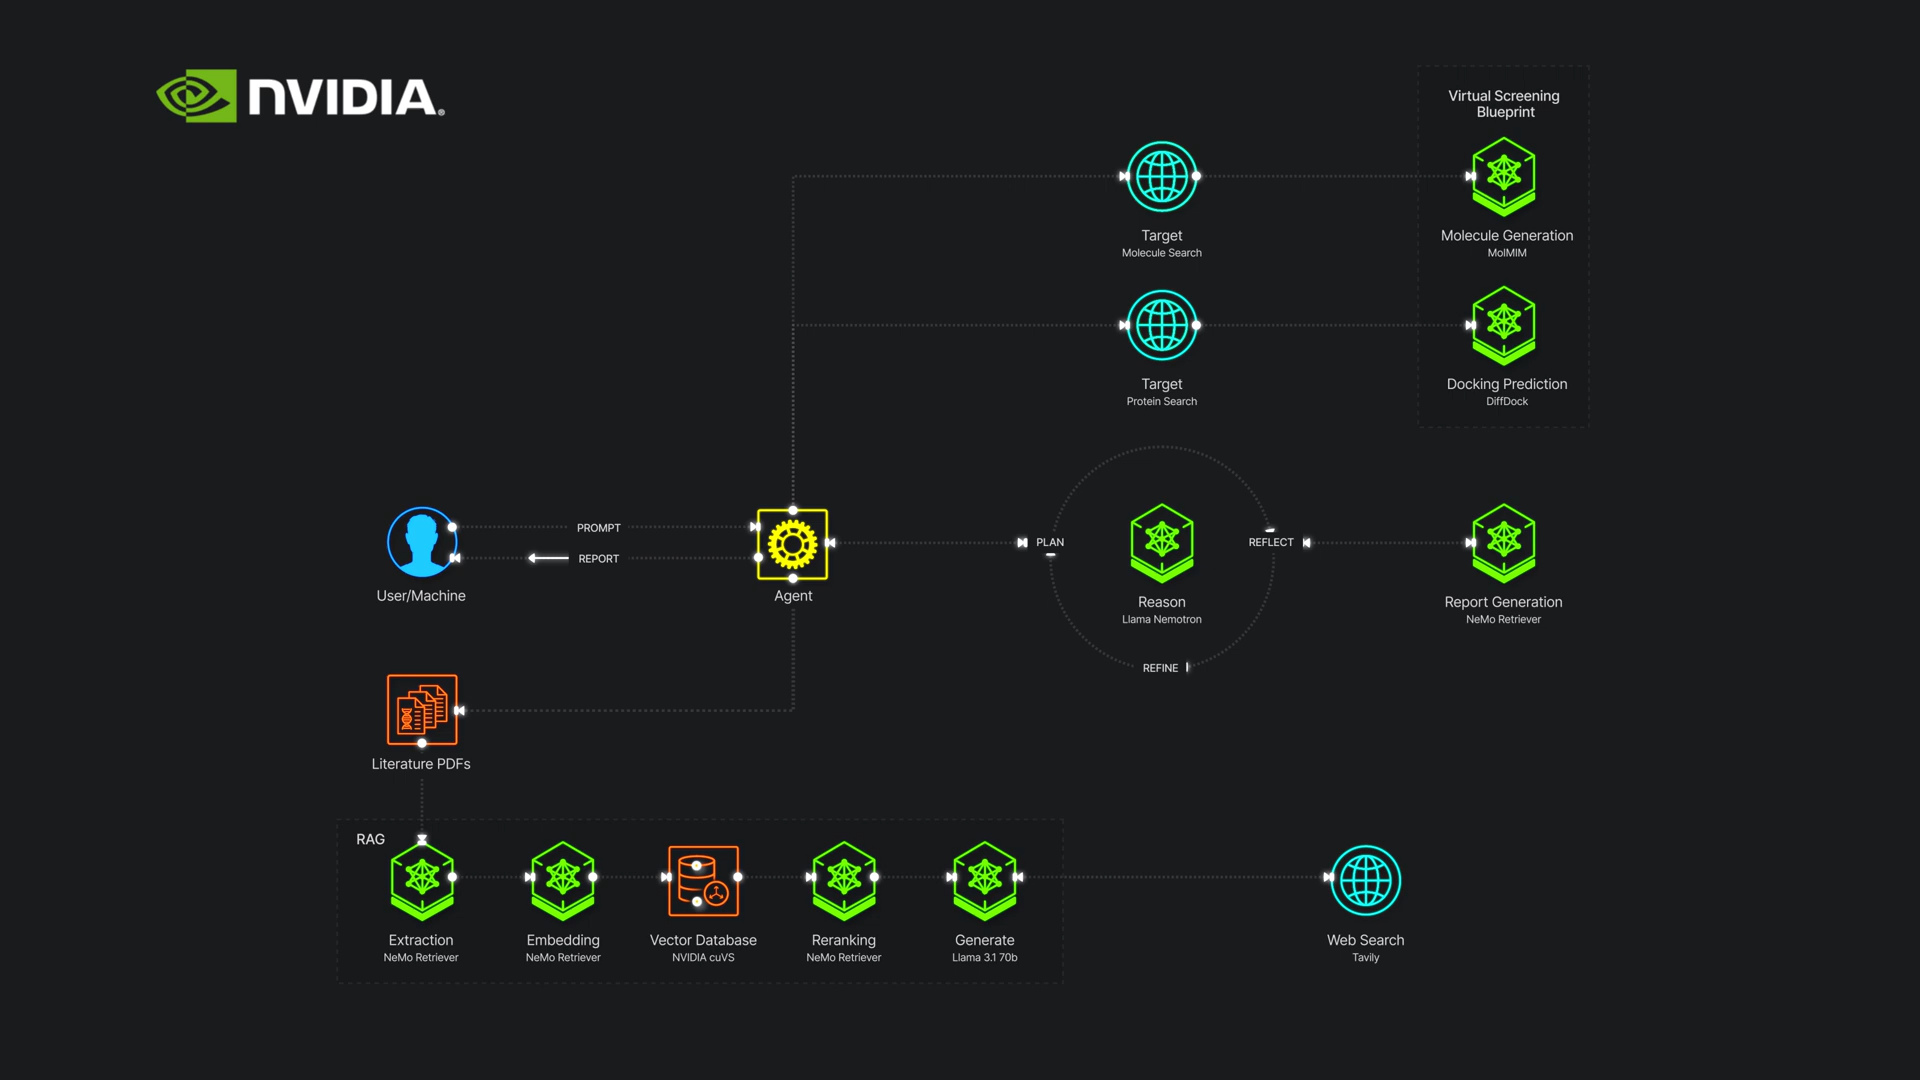 NVIDIA.
Virtual Screening
Blueprint
Target
Molecule Search
Molecule Generation
MolMIM
Target
Protein Search
Docking Prediction
DiffDock
PROMPT
REPORT
User/Machine
Agent
PLAN
REFLECT
REFINE
Reason
Llama Nemotron
Report Generation
NeMo Retriever
Literature PDFs
RAG
Extraction
NeMo Retriever
Embedding
NeMo Retriever
Vector Database
NVIDIA cuVS
Reranking
NeMo Retriever
Generate
Llama 3.1 70b
Web Search
Tavily